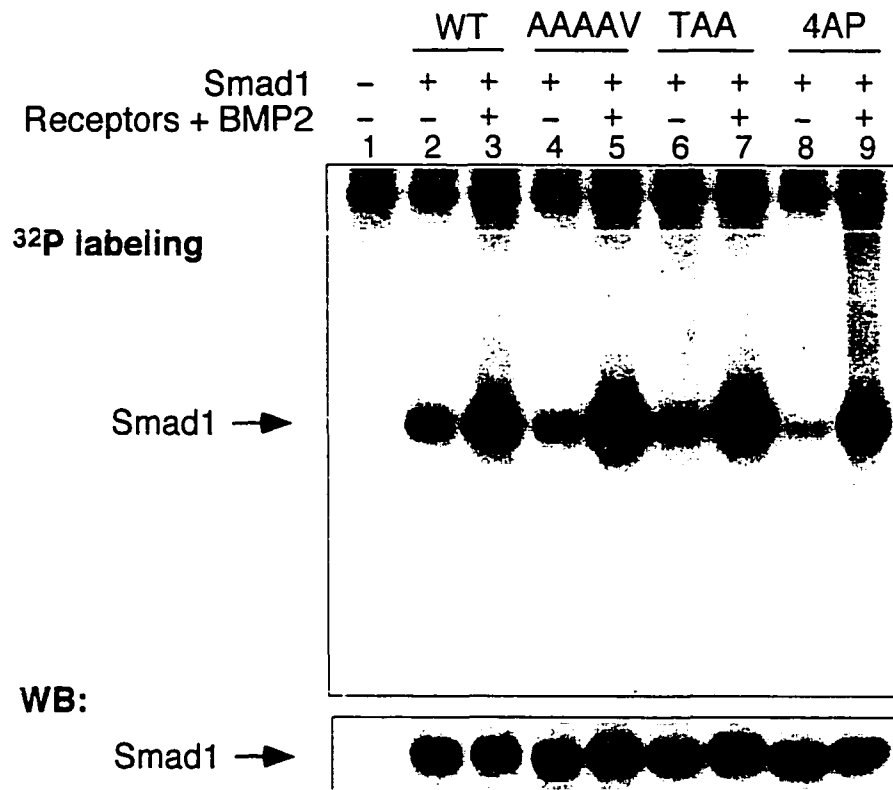 WT AAAAV TAA 4AP
Smad1 – + + + + + + + +
Receptors + BMP2 – – + – + – + – +
1 2 3 4 5 6 7 8 9
³²P labeling
Smad1
WB:
Smad1